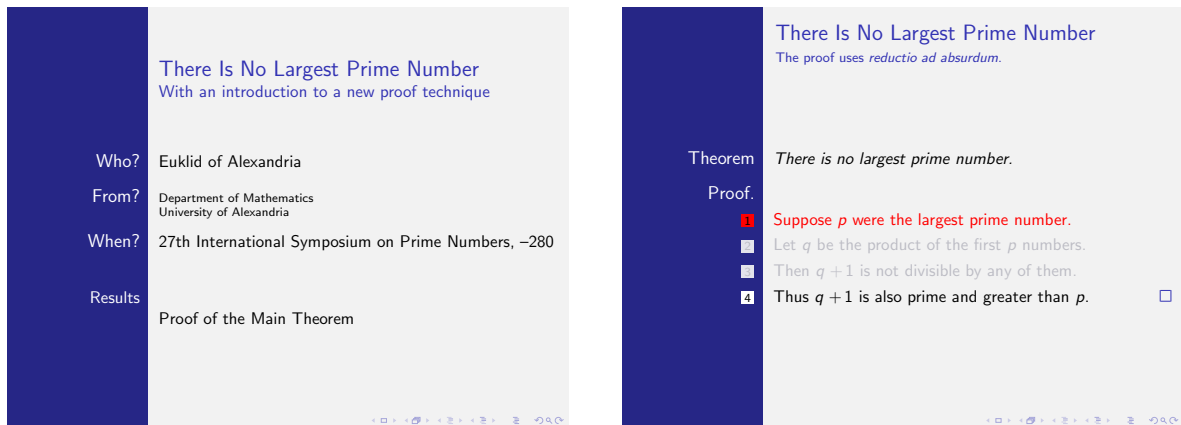 There Is No Largest Prime Number
With an introduction to a new proof technique
Who? Euklid of Alexandria
From? Department of Mathematics
University of Alexandria
When? 27th International Symposium on Prime Numbers, –280
Results
Proof of the Main Theorem
There Is No Largest Prime Number
The proof uses reductio ad absurdum.
Theorem There is no largest prime number.
Proof.
1 Suppose p were the largest prime number.
2 Let q be the product of the first p numbers.
3 Then q + 1 is not divisible by any of them.
4 Thus q + 1 is also prime and greater than p. □